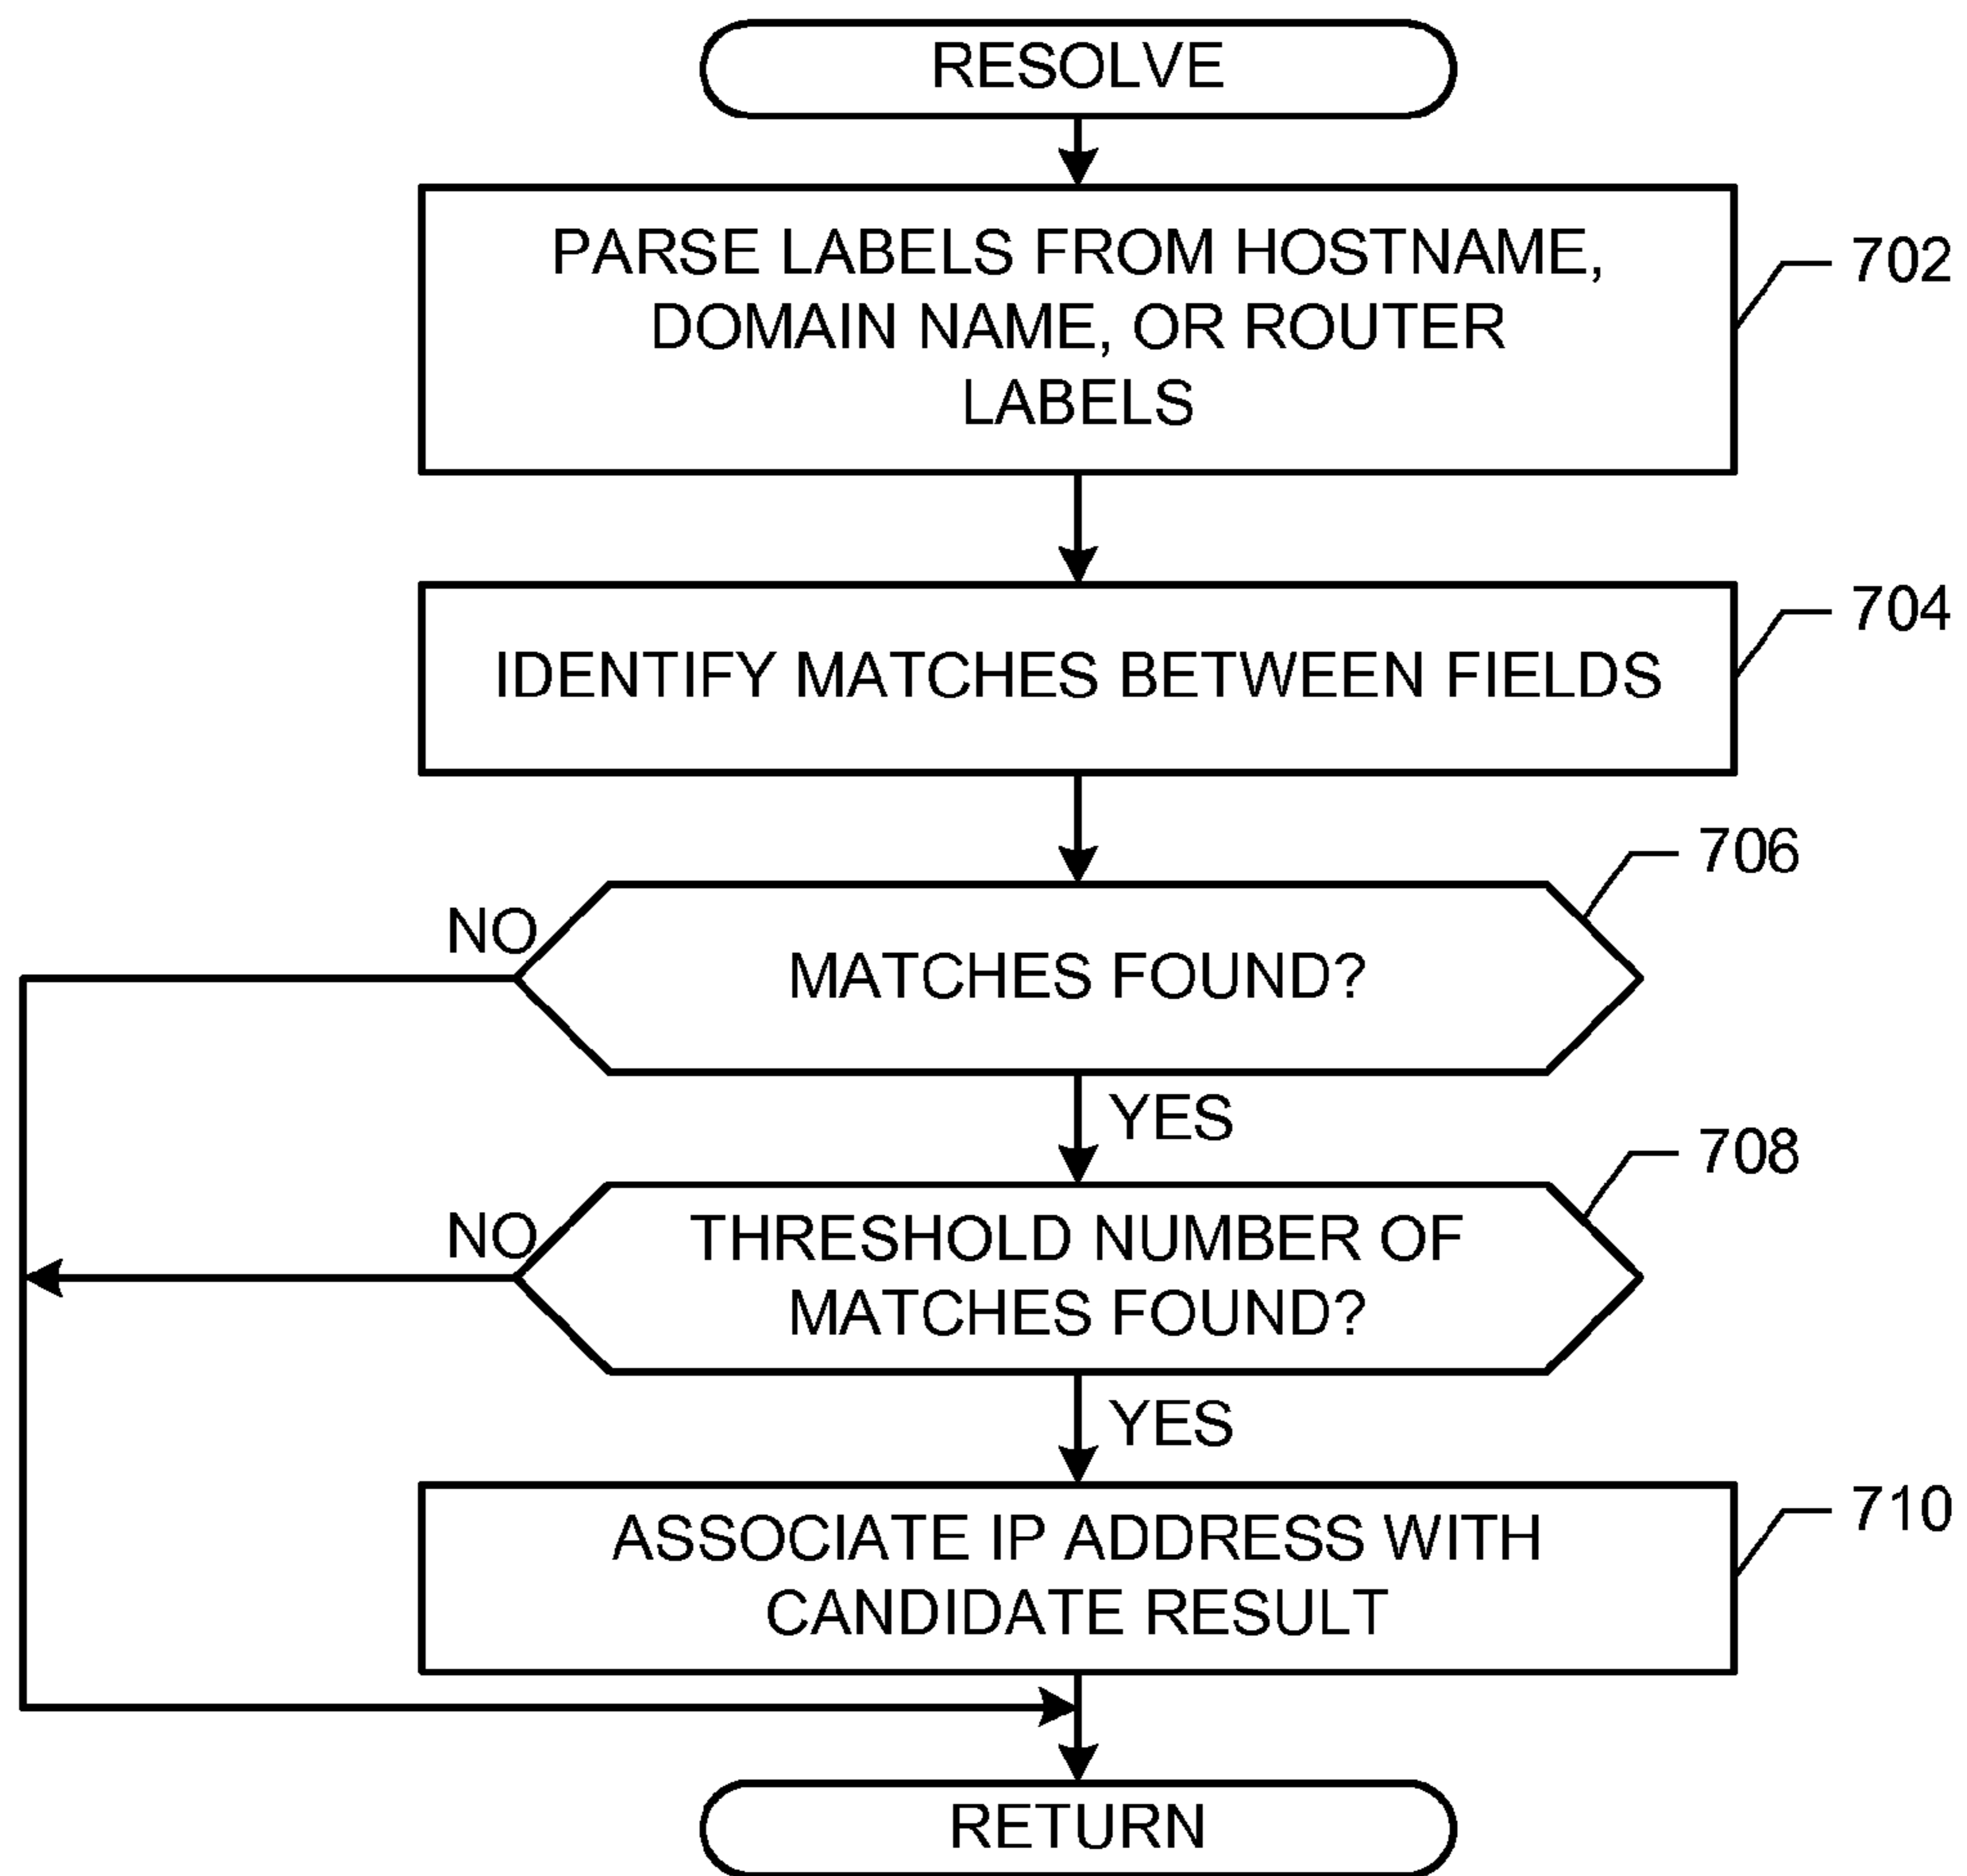 RESOLVE
PARSE LABELS FROM HOSTNAME,
DOMAIN NAME, OR ROUTER
LABELS
702
IDENTIFY MATCHES BETWEEN FIELDS
704
MATCHES FOUND?
706
NO
YES
THRESHOLD NUMBER OF
MATCHES FOUND?
708
NO
YES
ASSOCIATE IP ADDRESS WITH
CANDIDATE RESULT
710
RETURN